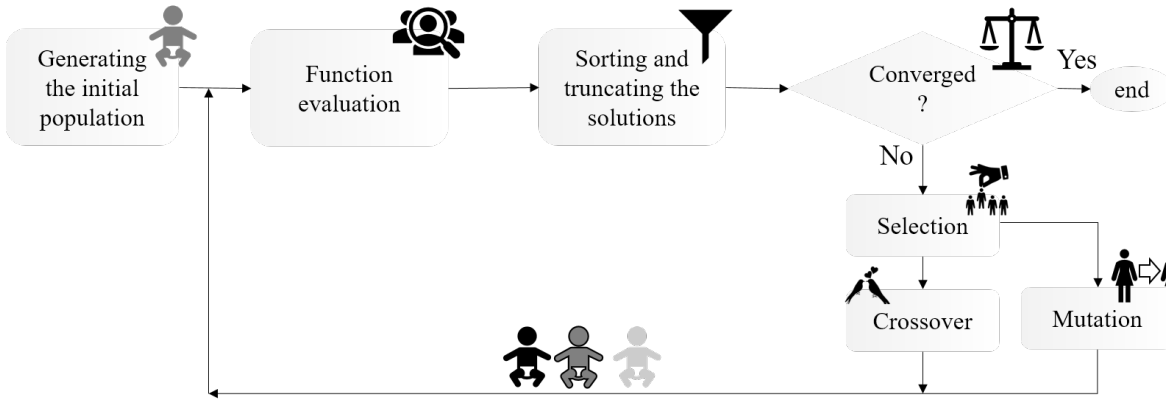 Generating
the initial
population
Function
evaluation
Sorting and
truncating the
solutions
Converged
?
Yes
end
No
Selection
Crossover
Mutation